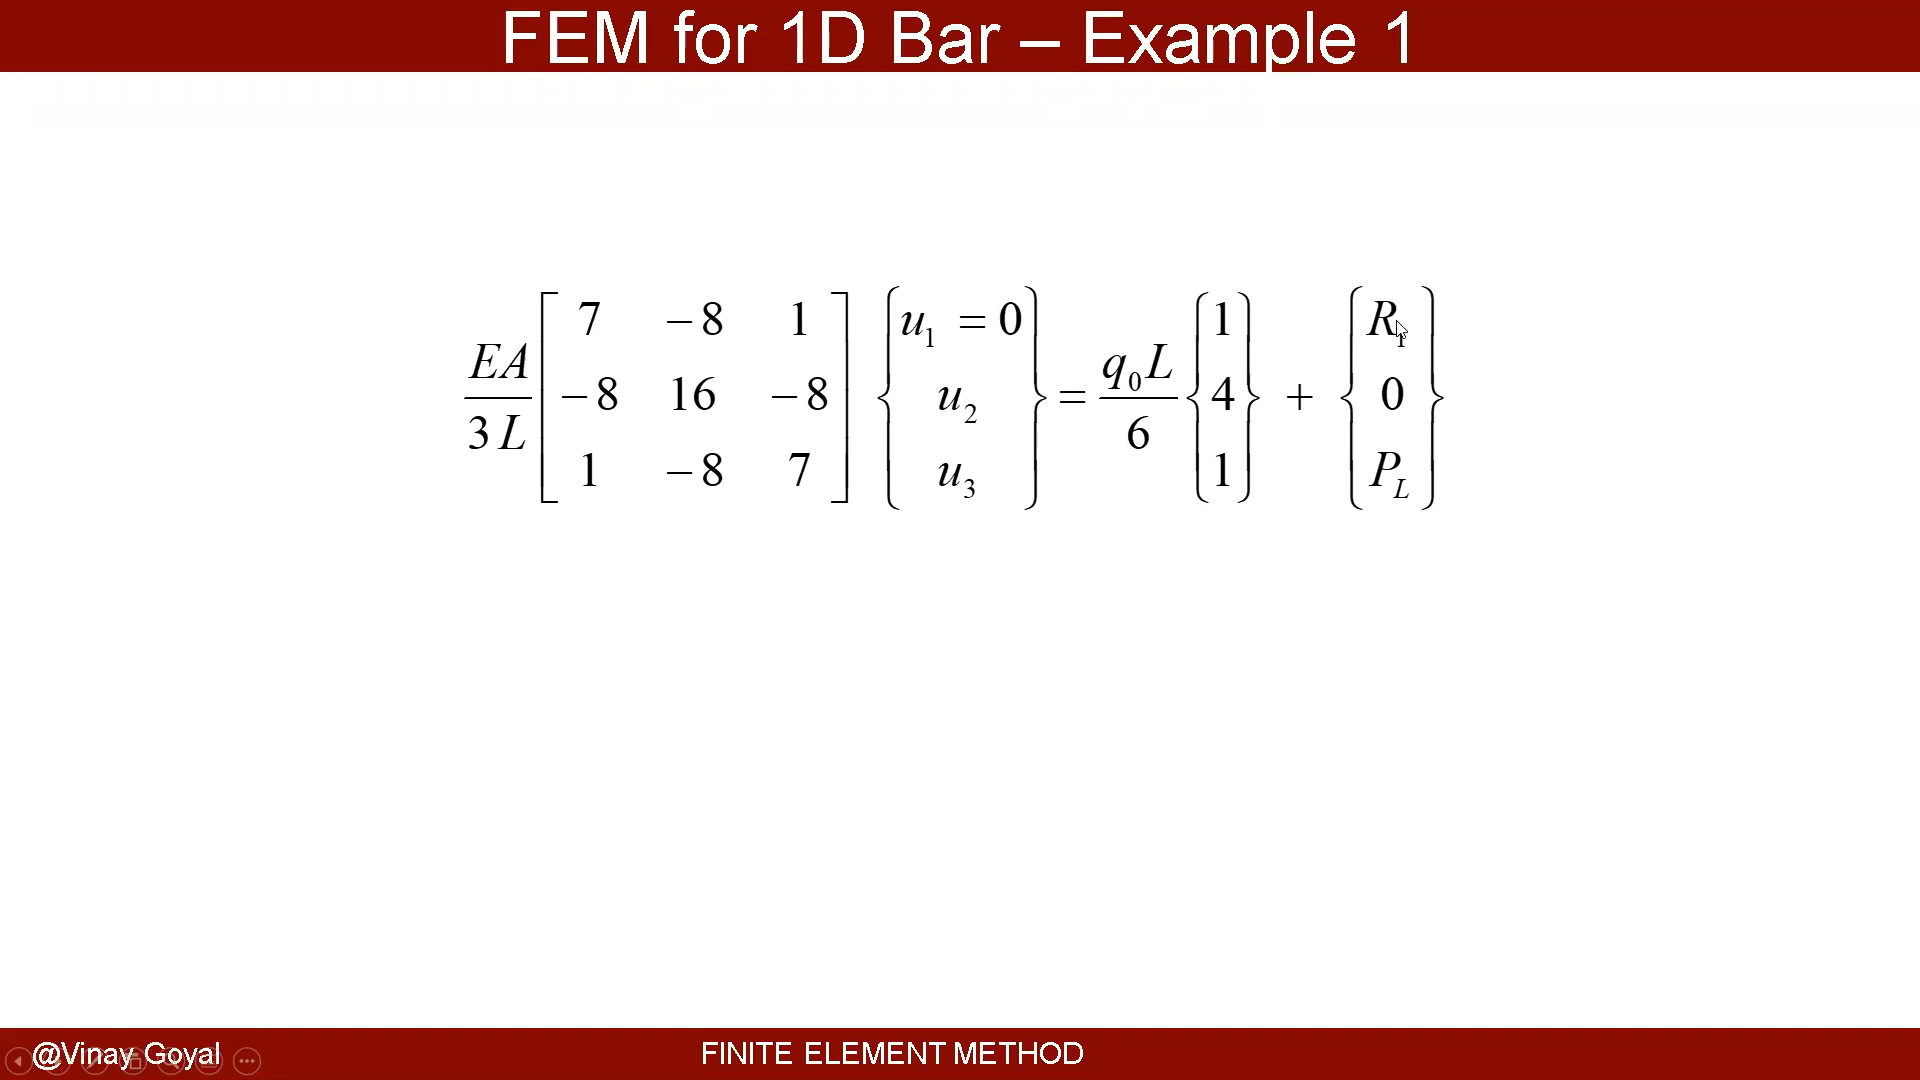 FEM for 1D Bar – Example 1
EA/3L [7 −8 1; −8 16 −8; 1 −8 7] {u₁ = 0; u₂; u₃} = q₀L/6 {1; 4; 1} + {R₁; 0; P_L}
@Vinay Goyal FINITE ELEMENT METHOD